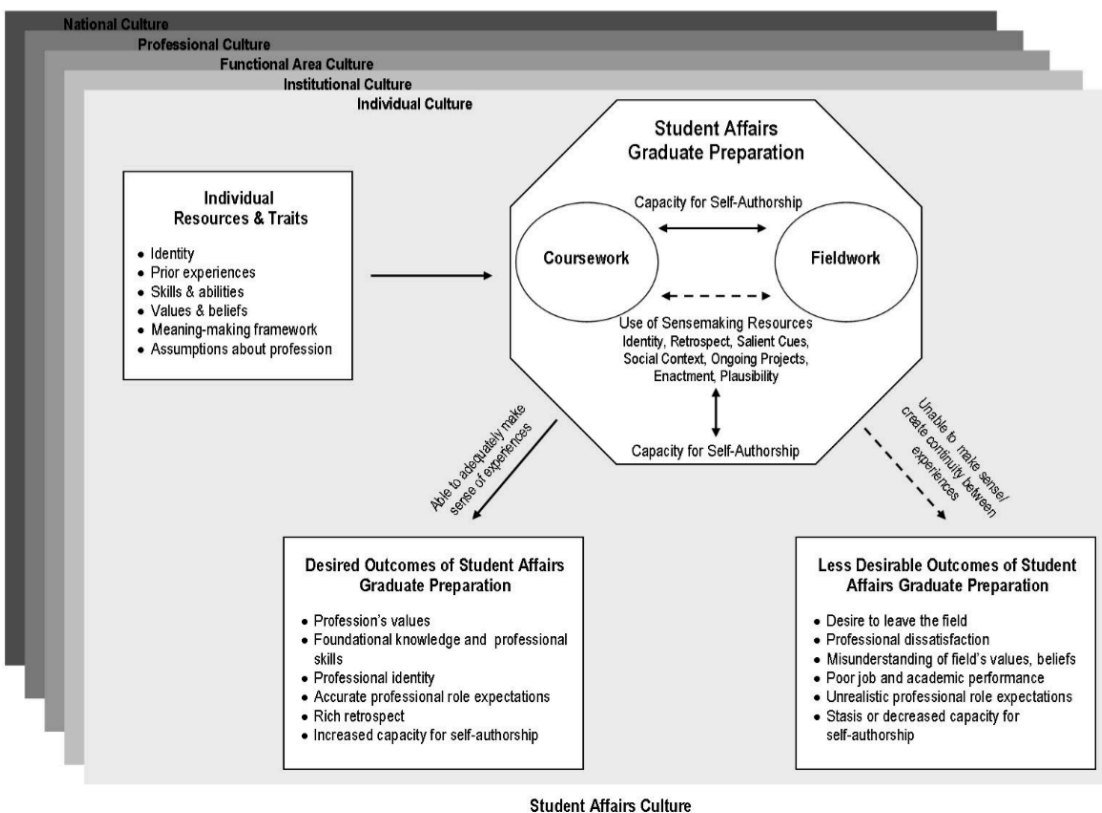 National Culture
Professional Culture
Functional Area Culture
Institutional Culture
Individual Culture
Individual
Resources & Traits
● Identity
● Prior experiences
● Skills & abilities
● Values & beliefs
● Meaning-making framework
● Assumptions about profession
Student Affairs
Graduate Preparation
Capacity for Self-Authorship
Coursework
Fieldwork
Use of Sensemaking Resources
Identity, Retrospect, Salient Cues,
Social Context, Ongoing Projects,
Enactment, Plausibility
Capacity for Self-Authorship
Able to adequately make
sense of experiences
Unable to make sense/
create continuity between
experiences
Desired Outcomes of Student Affairs
Graduate Preparation
● Profession's values
● Foundational knowledge and professional
skills
● Professional identity
● Accurate professional role expectations
● Rich retrospect
● Increased capacity for self-authorship
Less Desirable Outcomes of Student
Affairs Graduate Preparation
● Desire to leave the field
● Professional dissatisfaction
● Misunderstanding of field's values, beliefs
● Poor job and academic performance
● Unrealistic professional role expectations
● Stasis or decreased capacity for
self-authorship
Student Affairs Culture